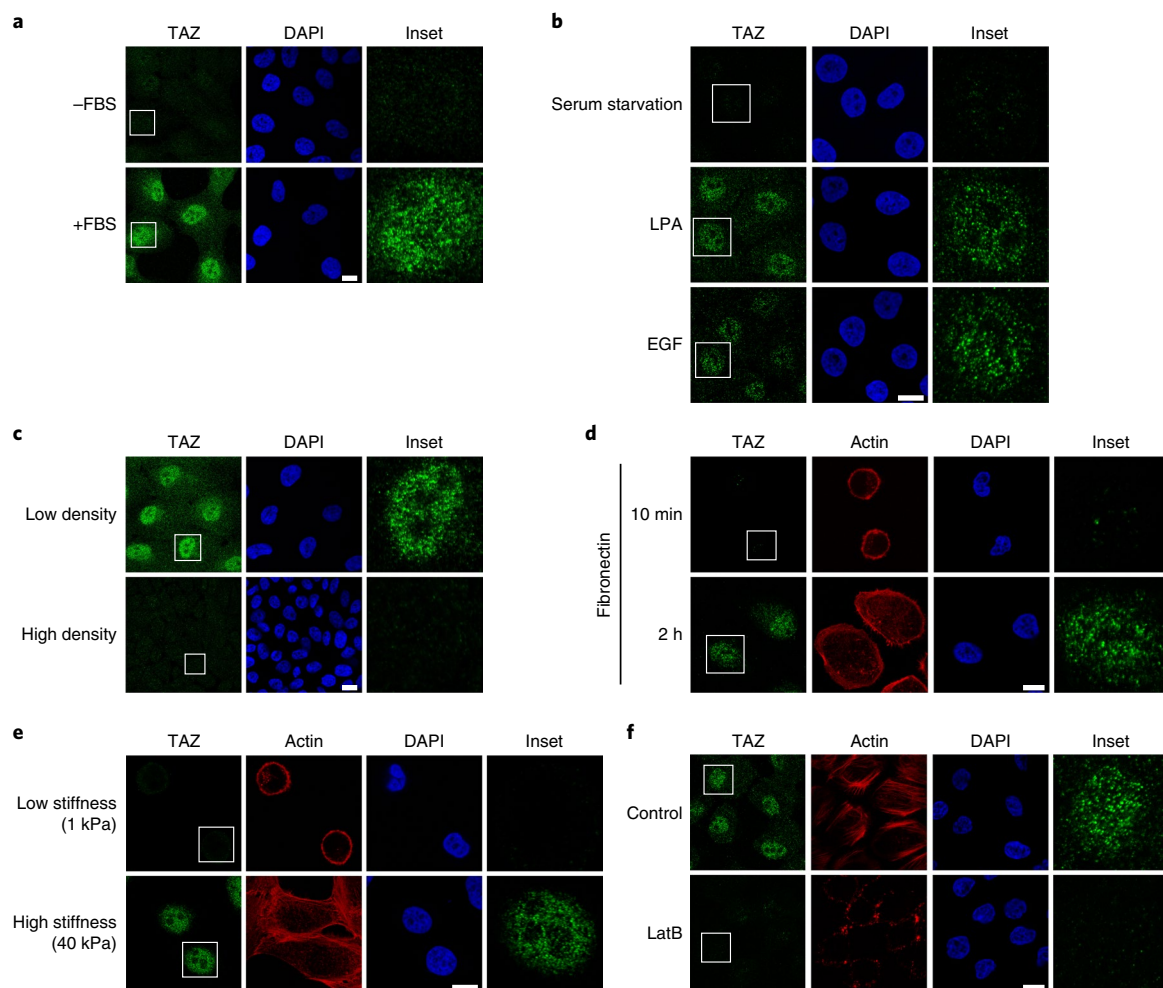 a
TAZ DAPI Inset
–FBS
+FBS
b
TAZ DAPI Inset
Serum starvation
LPA
EGF
c
TAZ DAPI Inset
Low density
High density
d
TAZ Actin DAPI Inset
Fibronectin
10 min
2 h
e
TAZ Actin DAPI Inset
Low stiffness
(1 kPa)
High stiffness
(40 kPa)
f
TAZ Actin DAPI Inset
Control
LatB